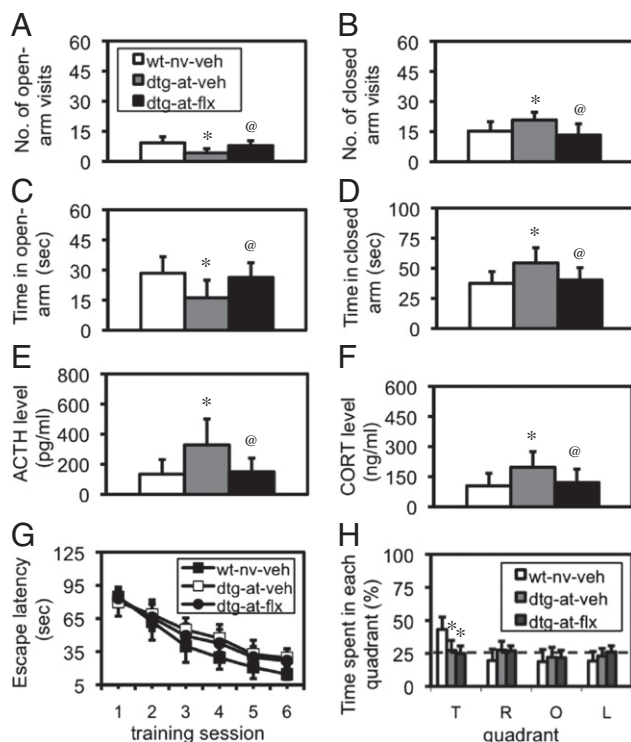 A
No. of open-
arm visits
60
45
30
15
0
wt-nv-veh
dtg-at-veh
dtg-at-flx
*
@
B
No. of closed
arm visits
60
45
30
15
0
*
@
C
Time in open-
arm (sec)
60
45
30
15
0
*
@
D
Time in closed
arm (sec)
100
75
50
25
0
*
@
E
ACTH level
(pg/ml)
800
600
400
200
0
*
@
F
CORT level
(ng/ml)
600
450
300
150
0
*
@
G
Escape latency
(sec)
125
95
65
35
5
wt-nv-veh
dtg-at-veh
dtg-at-flx
1 2 3 4 5 6
training session
H
Time spent in each
quadrant (%)
100
75
50
25
0
wt-nv-veh
dtg-at-veh
dtg-at-flx
* *
T R O L
quadrant